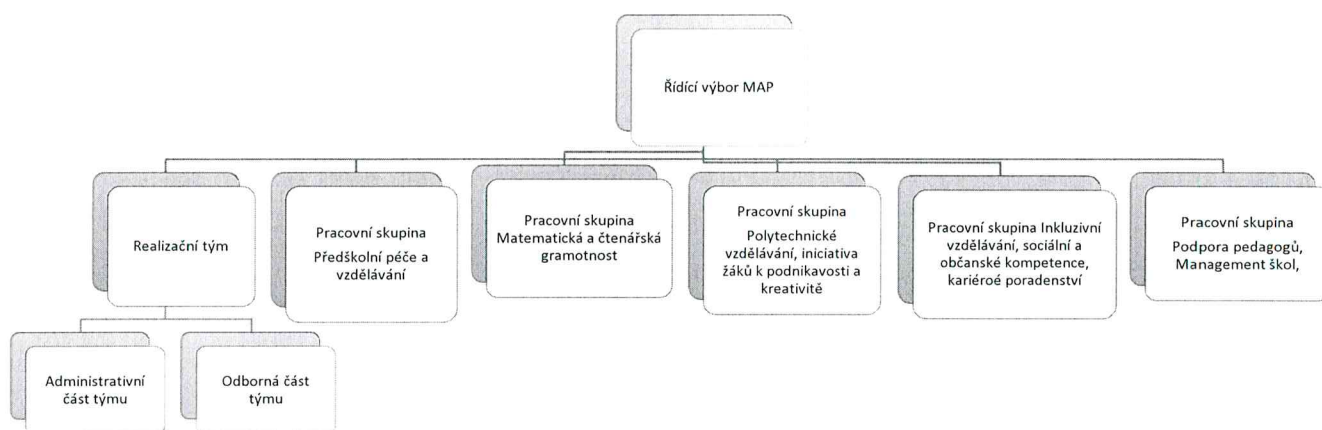 Řídící výbor MAP
Realizační tým
Pracovní skupina
Předškolní péče a
vzdělávání
Pracovní skupina
Matematická a čtenářská
gramotnost
Pracovní skupina
Polytechnické
vzdělávání, iniciativa
žáků k podnikavosti a
kreativitě
Pracovní skupina Inkluzivní
vzdělávání, sociální a
občanské kompetence,
kariéroé poradenství
Pracovní skupina
Podpora pedagogů,
Management škol,
Administrativní
část týmu
Odborná část
týmu